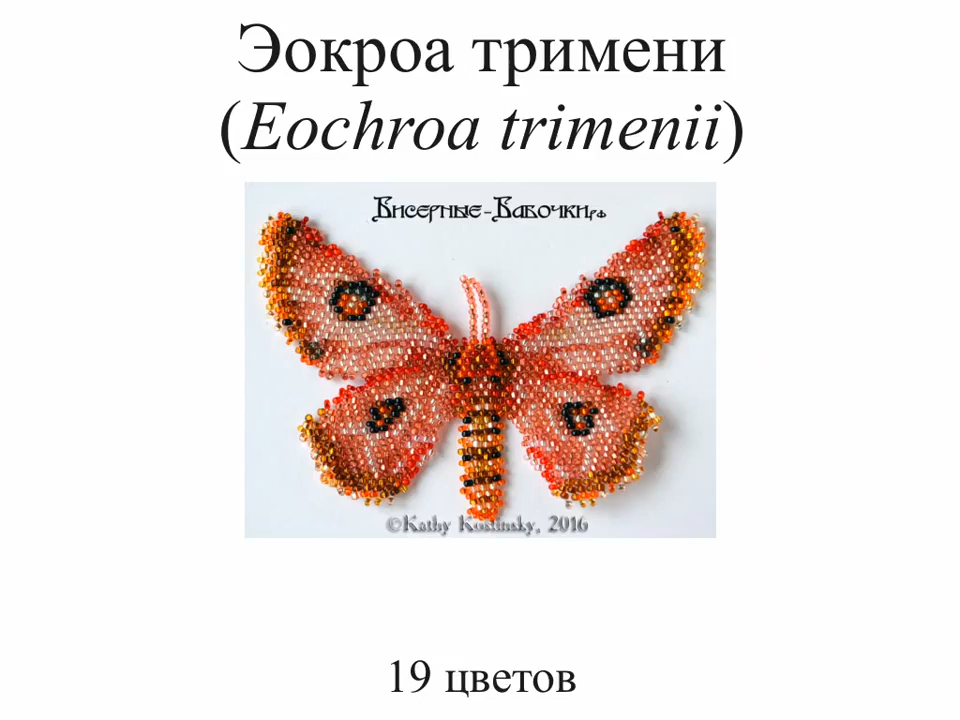 Эокроа тримени
(Eochroa trimenii)
Бисерные-Бабочки.рф
©Kathy Kostinsky, 2016
19 цветов